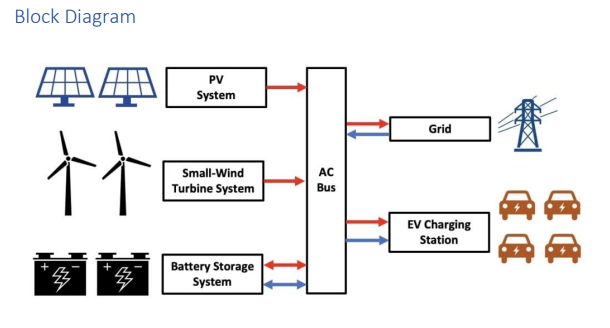 Block Diagram
PV
System
Small-Wind
Turbine System
Battery Storage
System
AC
Bus
Grid
EV Charging
Station